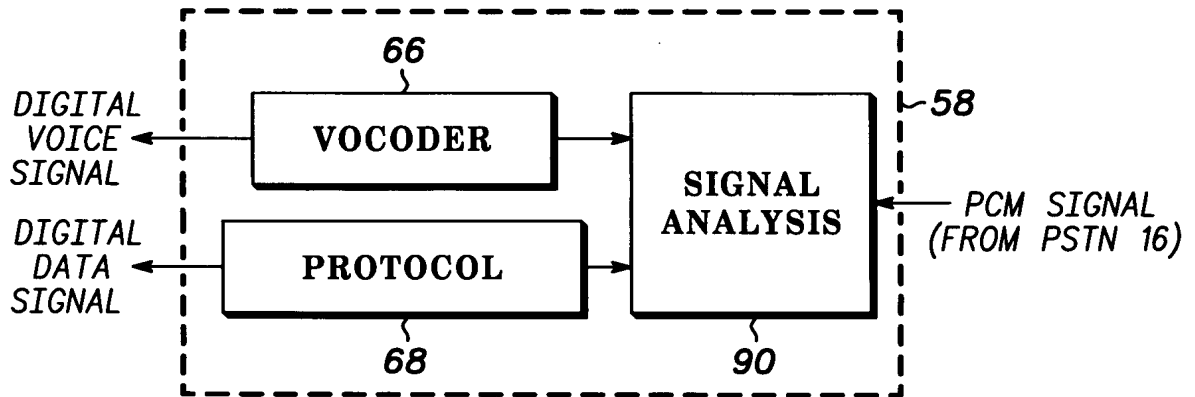 66
58
DIGITAL
VOICE
SIGNAL
VOCODER
SIGNAL
ANALYSIS
PCM SIGNAL
(FROM PSTN 16)
DIGITAL
DATA
SIGNAL
PROTOCOL
68
90